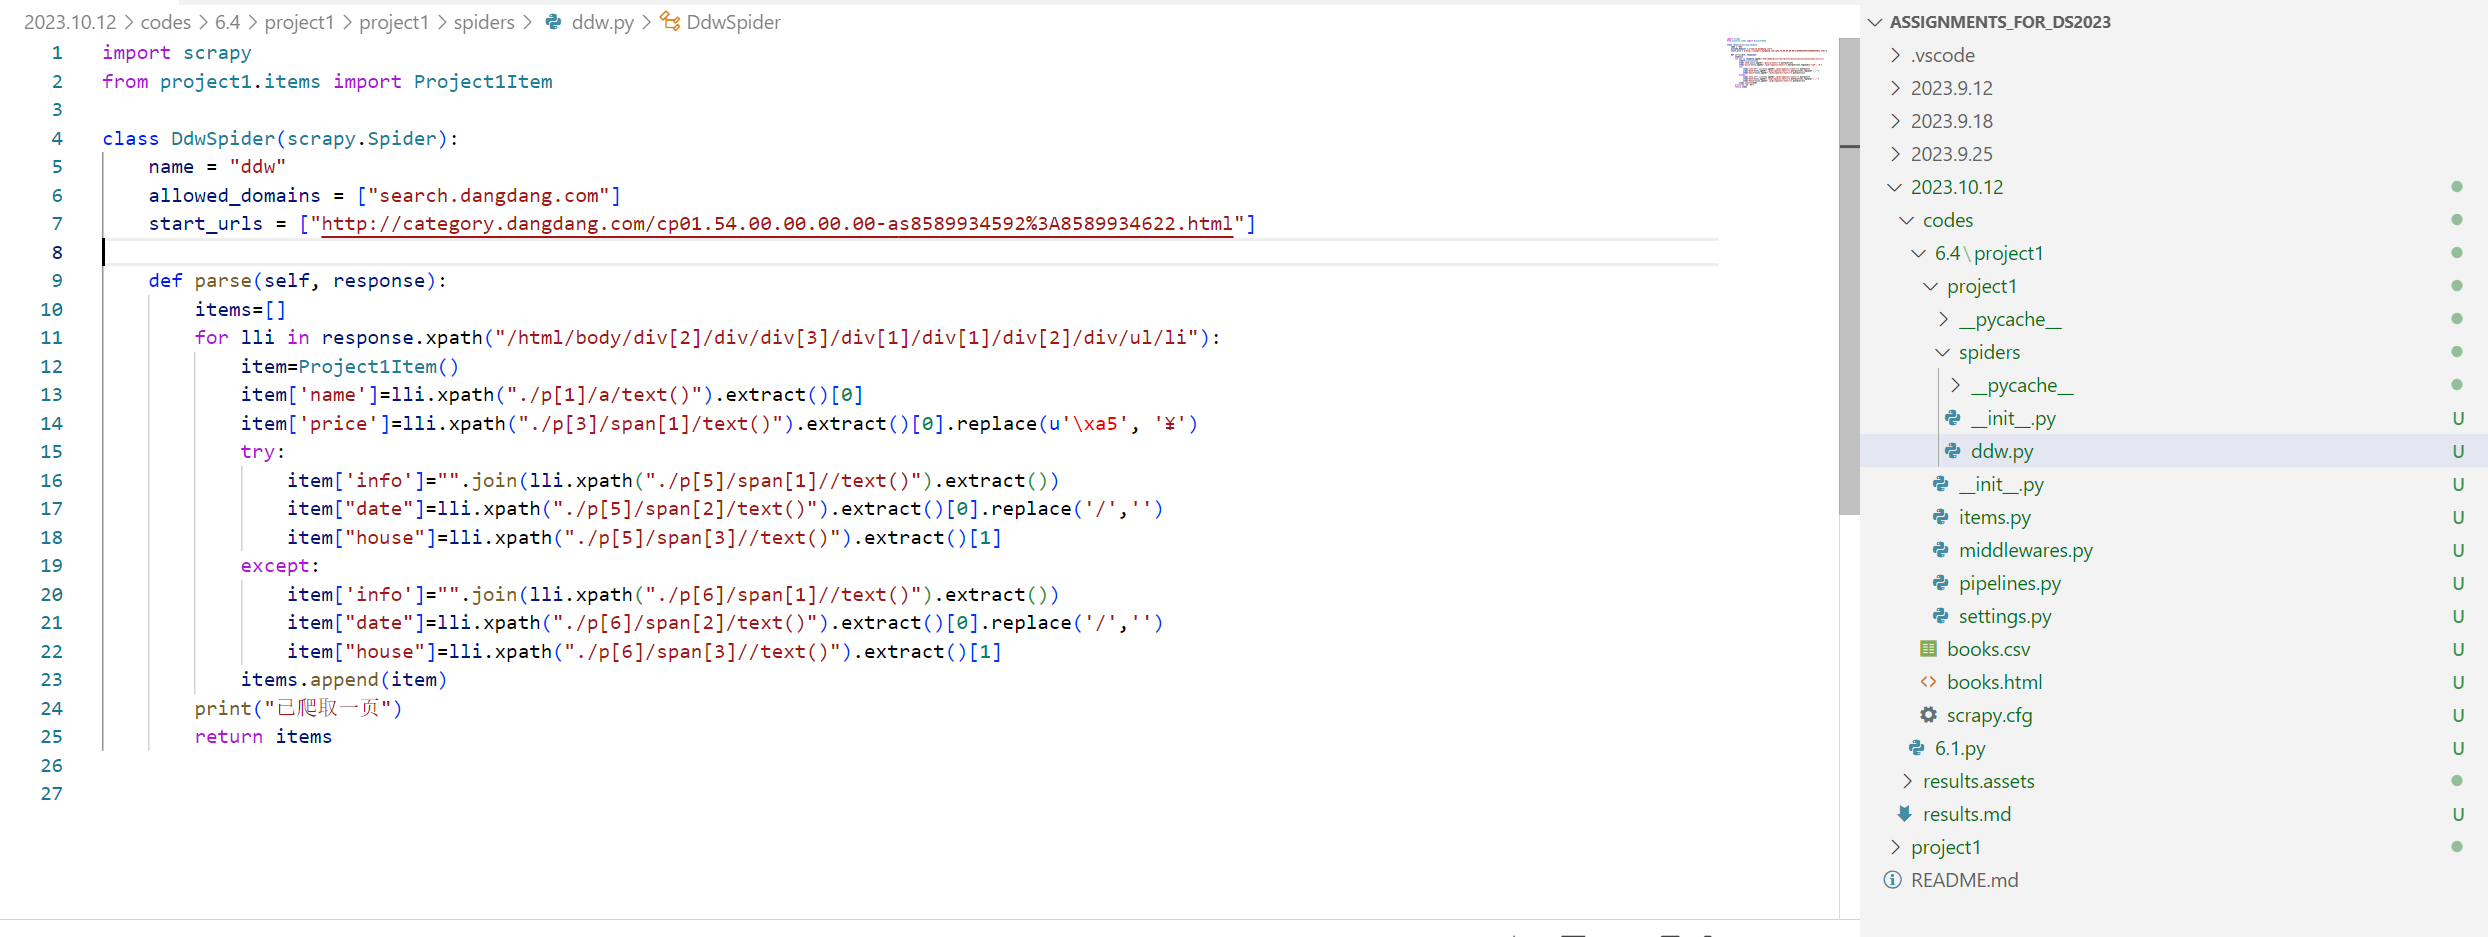 2023.10.12 > codes > 6.4 > project1 > project1 > spiders > ddw.py > DdwSpider
1 import scrapy
2 from project1.items import Project1Item
3
4 class DdwSpider(scrapy.Spider):
5 name = "ddw"
6 allowed_domains = ["search.dangdang.com"]
7 start_urls = ["http://category.dangdang.com/cp01.54.00.00.00.00-as8589934592%3A8589934622.html"]
8
9 def parse(self, response):
10 items=[]
11 for lli in response.xpath("/html/body/div[2]/div/div[3]/div[1]/div[1]/div[2]/div/ul/li"):
12 item=Project1Item()
13 item['name']=lli.xpath("./p[1]/a/text()").extract()[0]
14 item['price']=lli.xpath("./p[3]/span[1]/text()").extract()[0].replace(u'\xa5', '¥')
15 try:
16 item['info']="".join(lli.xpath("./p[5]/span[1]//text()").extract())
17 item["date"]=lli.xpath("./p[5]/span[2]/text()").extract()[0].replace('/','')
18 item["house"]=lli.xpath("./p[5]/span[3]//text()").extract()[1]
19 except:
20 item['info']="".join(lli.xpath("./p[6]/span[1]//text()").extract())
21 item["date"]=lli.xpath("./p[6]/span[2]/text()").extract()[0].replace('/','')
22 item["house"]=lli.xpath("./p[6]/span[3]//text()").extract()[1]
23 items.append(item)
24 print("已爬取一页")
25 return items
26
27
ASSIGNMENTS_FOR_DS2023
.vscode
2023.9.12
2023.9.18
2023.9.25
2023.10.12
codes
6.4\project1
project1
__pycache__
spiders
__pycache__
__init__.py U
ddw.py U
__init__.py U
items.py U
middlewares.py U
pipelines.py U
settings.py U
books.csv U
books.html U
scrapy.cfg U
6.1.py U
results.assets
results.md U
project1
README.md